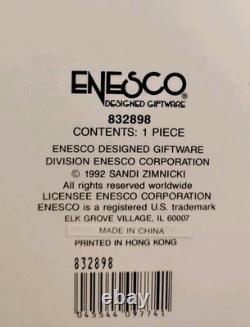 ENESCO®
DESIGNED GIFTWARE
832898
CONTENTS: 1 PIECE
ENESCO DESIGNED GIFTWARE
DIVISION ENESCO CORPORATION
© 1992 SANDI ZIMNICKI
All rights reserved worldwide
LICENSEE ENESCO CORPORATION
ENESCO is a registered U.S. trademark
ELK GROVE VILLAGE, IL 60007
MADE IN CHINA
PRINTED IN HONG KONG
832898
045544 097741